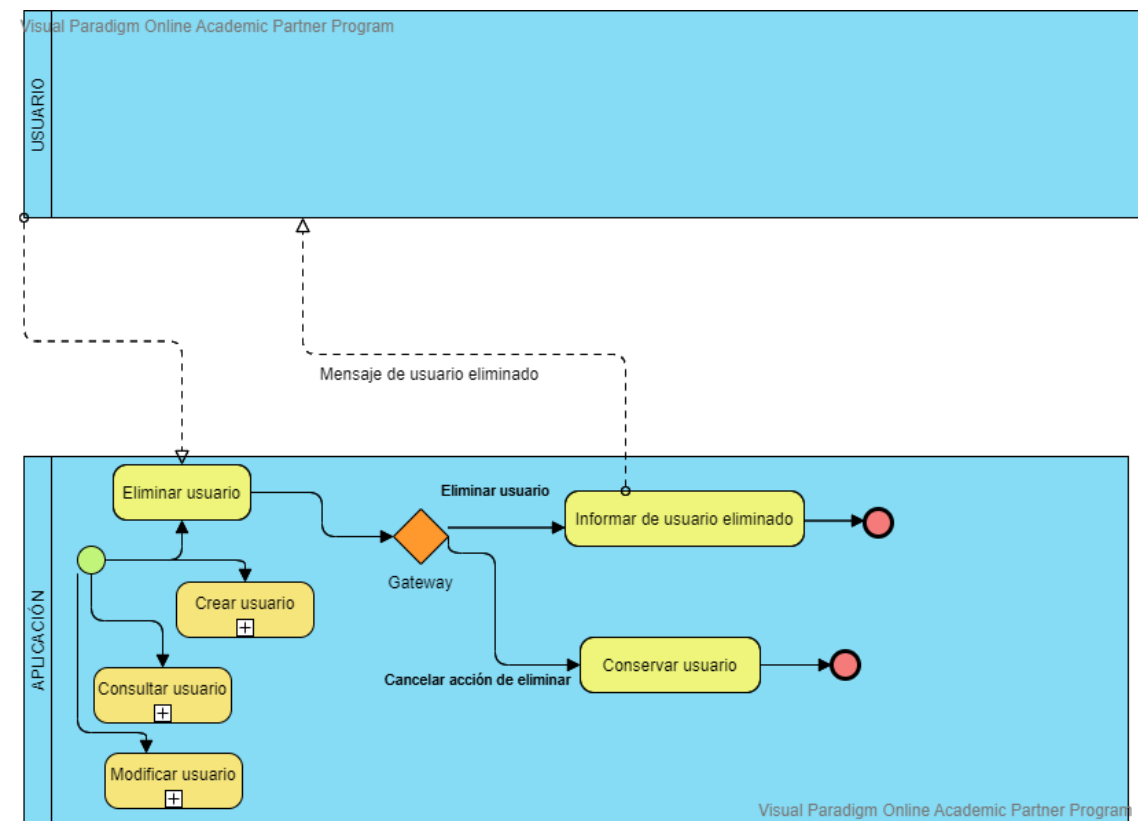 Visual Paradigm Online Academic Partner Program
USUARIO
Mensaje de usuario eliminado
APLICACIÓN
Eliminar usuario
Eliminar usuario
Informar de usuario eliminado
Gateway
Crear usuario
Consultar usuario
Conservar usuario
Cancelar acción de eliminar
Modificar usuario
Visual Paradigm Online Academic Partner Program